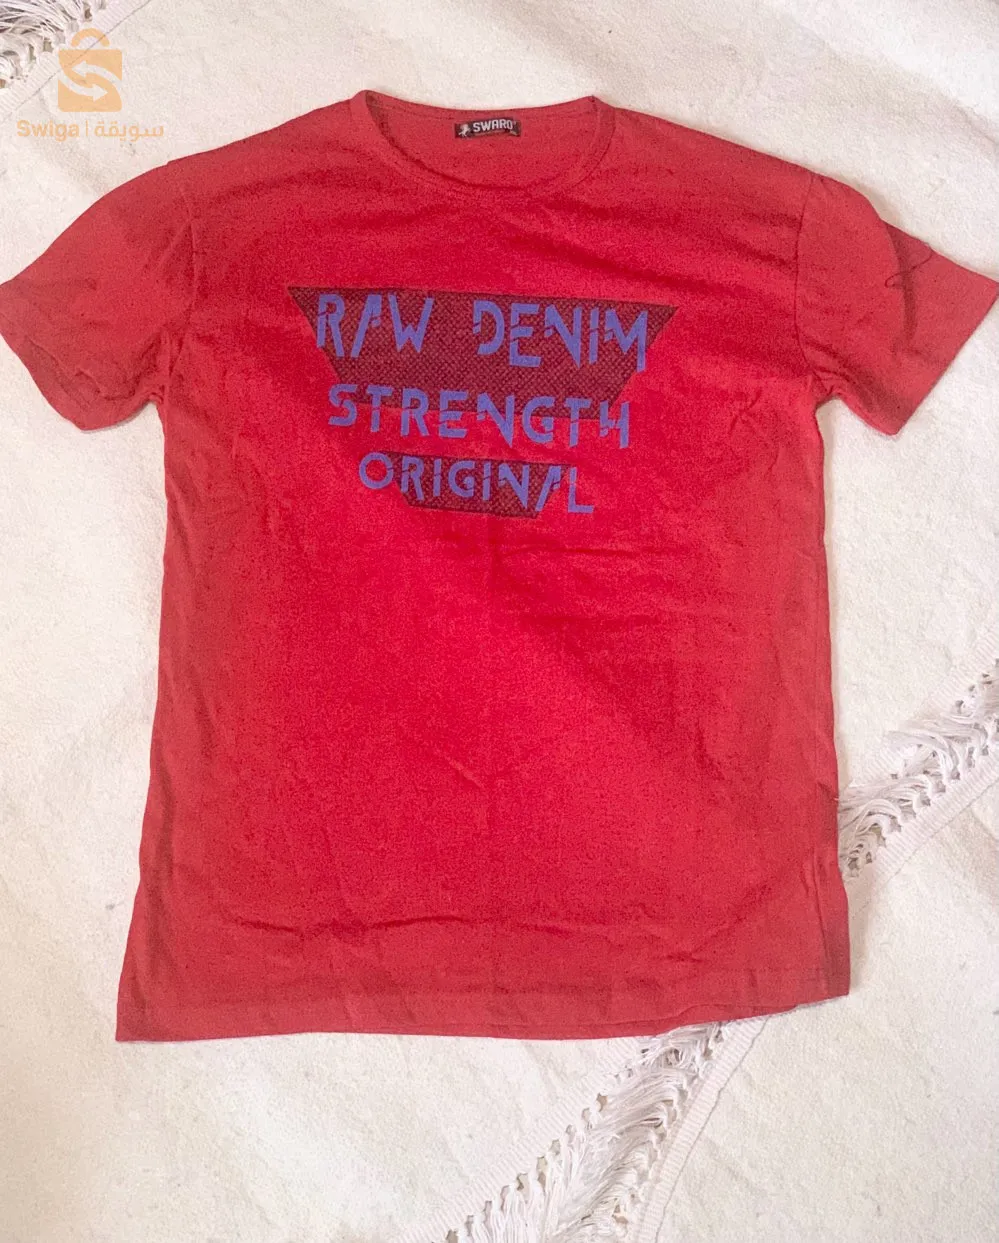 Swiga | سويقة
SWARO
RAW DENIM
STRENGTH
ORIGINAL